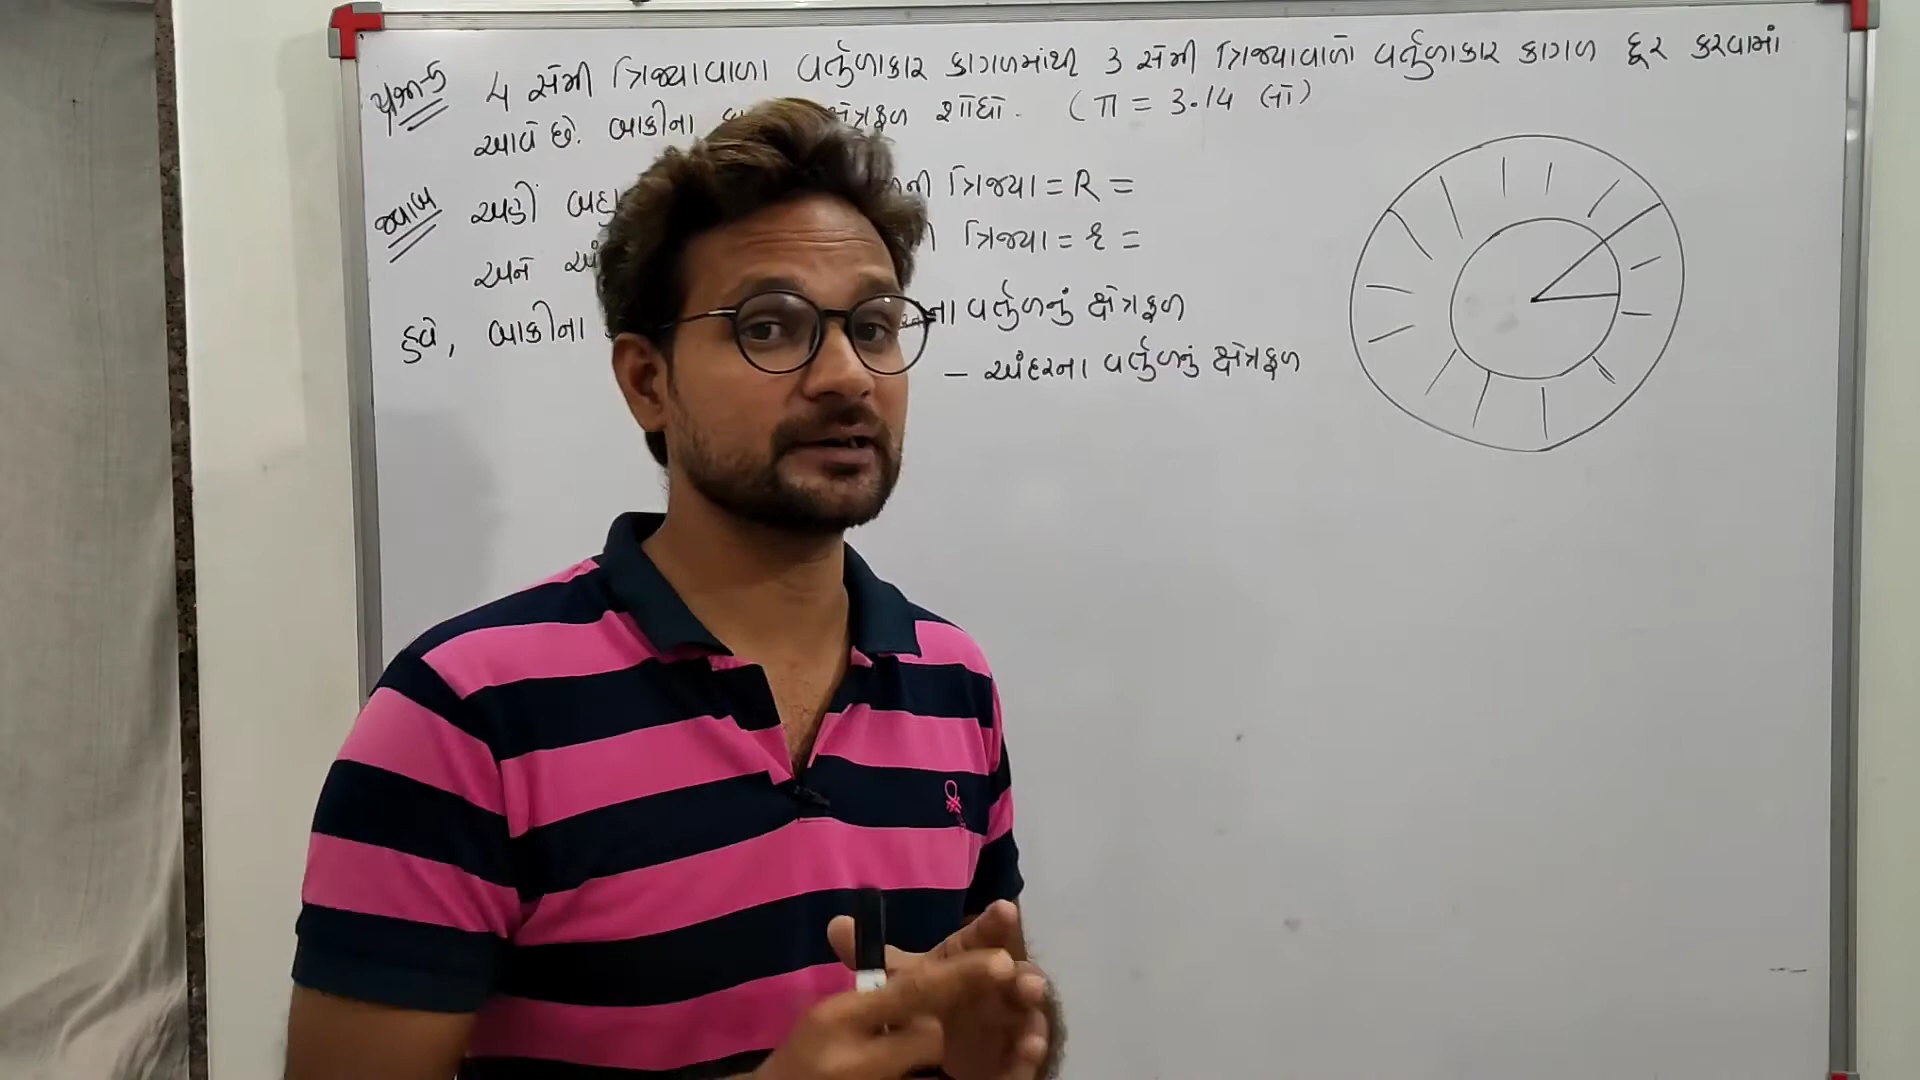 પ્રશ્ન-5 4 સેમી ત્રિજ્યાવાળા વર્તુળાકાર કાગળમાંથી 3 સેમી ત્રિજ્યાવાળો વર્તુળાકાર કાગળ દૂર કરવામાં
આવે છે. બાકીના ક્ષેત્રફળ શોધો. (π = 3.14 લો)
જવાબ અહીં ત્રિજ્યા = R =
અને ત્રિજ્યા = r =
હવે, બાકીના વર્તુળનું ક્ષેત્રફળ
– અંદરના વર્તુળનું ક્ષેત્રફળ